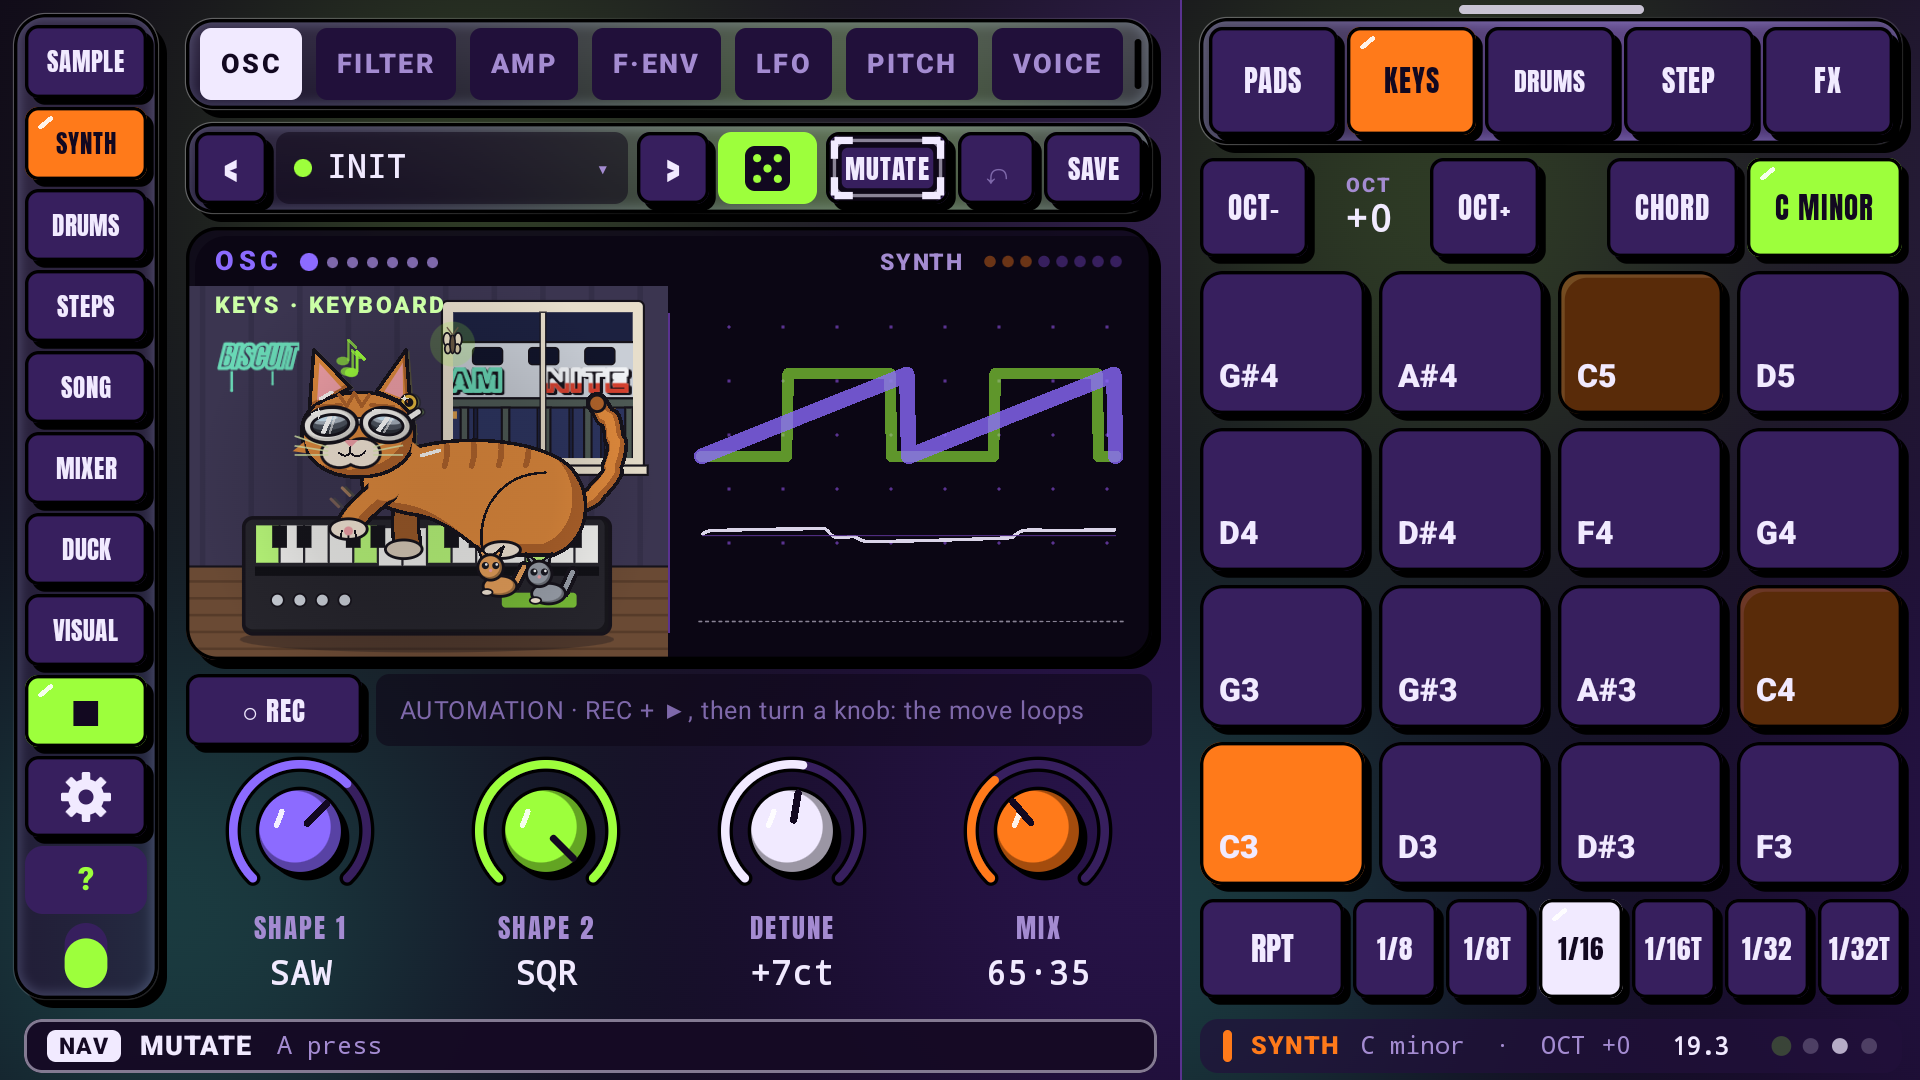 SAMPLE
SYNTH
DRUMS
STEPS
SONG
MIXER
DUCK
VISUAL
?
OSC FILTER AMP F·ENV LFO PITCH VOICE
< INIT ▾ > MUTATE SAVE
OSC SYNTH
KEYS · KEYBOARD
BISCUIT
AM NITE
○ REC
AUTOMATION · REC + ►, then turn a knob: the move loops
SHAPE 1 SHAPE 2 DETUNE MIX
SAW SQR +7ct 65·35
NAV MUTATE A press
PADS KEYS DRUMS STEP FX
OCT- OCT +0 OCT+ CHORD C MINOR
G#4 A#4 C5 D5
D4 D#4 F4 G4
G3 G#3 A#3 C4
C3 D3 D#3 F3
RPT 1/8 1/8T 1/16 1/16T 1/32 1/32T
SYNTH C minor · OCT +0 19.3